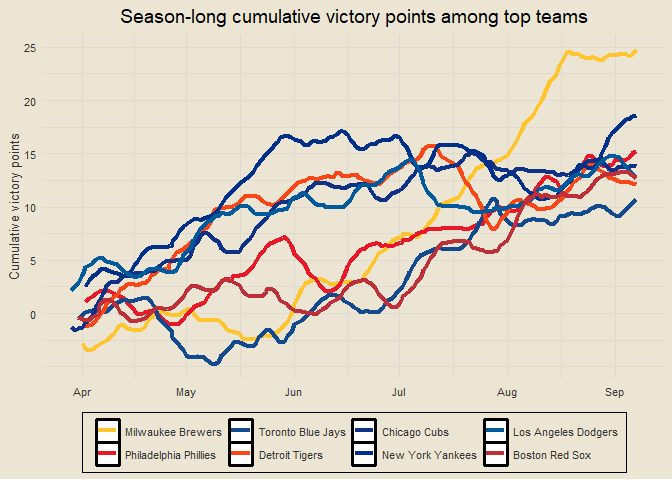 Season-long cumulative victory points among top teams
25
20
15
10
5
0
Cumulative victory points
Apr May Jun Jul Aug Sep
Milwaukee Brewers Toronto Blue Jays Chicago Cubs Los Angeles Dodgers
Philadelphia Phillies Detroit Tigers New York Yankees Boston Red Sox